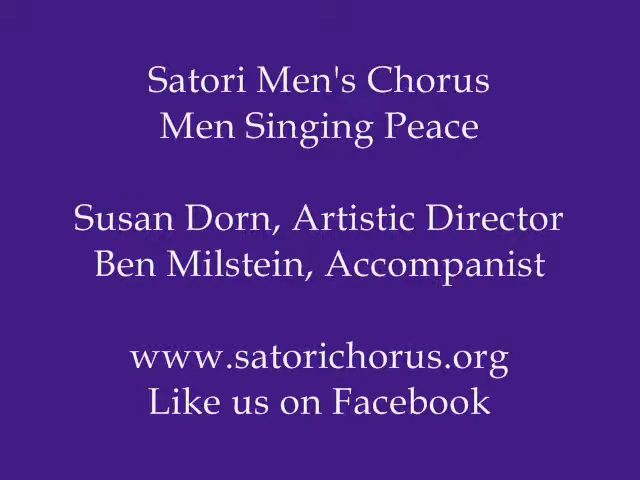 Satori Men's Chorus
Men Singing Peace
Susan Dorn, Artistic Director
Ben Milstein, Accompanist
www.satorichorus.org
Like us on Facebook